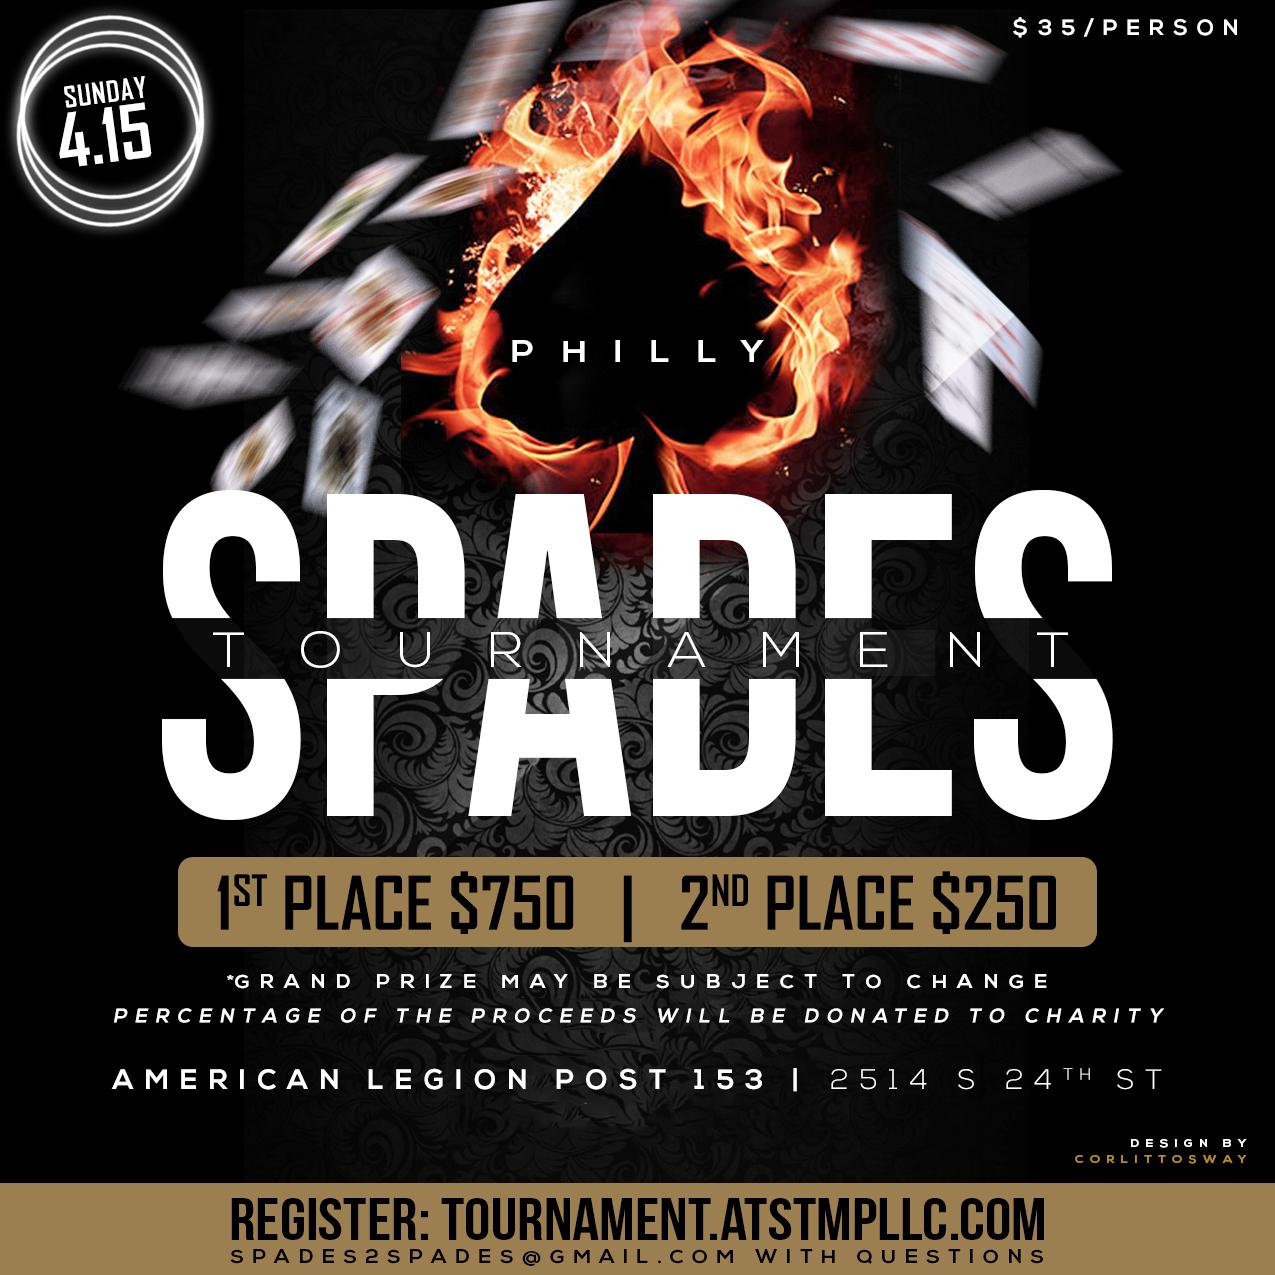 $35/PERSON
SUNDAY
4.15
PHILLY
SPADES
TOURNAMENT
1ST PLACE $750 | 2ND PLACE $250
*GRAND PRIZE MAY BE SUBJECT TO CHANGE
PERCENTAGE OF THE PROCEEDS WILL BE DONATED TO CHARITY
AMERICAN LEGION POST 153 | 2514 S 24TH ST
DESIGN BY
CORLITTOSWAY
REGISTER: TOURNAMENT.ATSTMPLLC.COM
SPADES2SPADES@GMAIL.COM WITH QUESTIONS